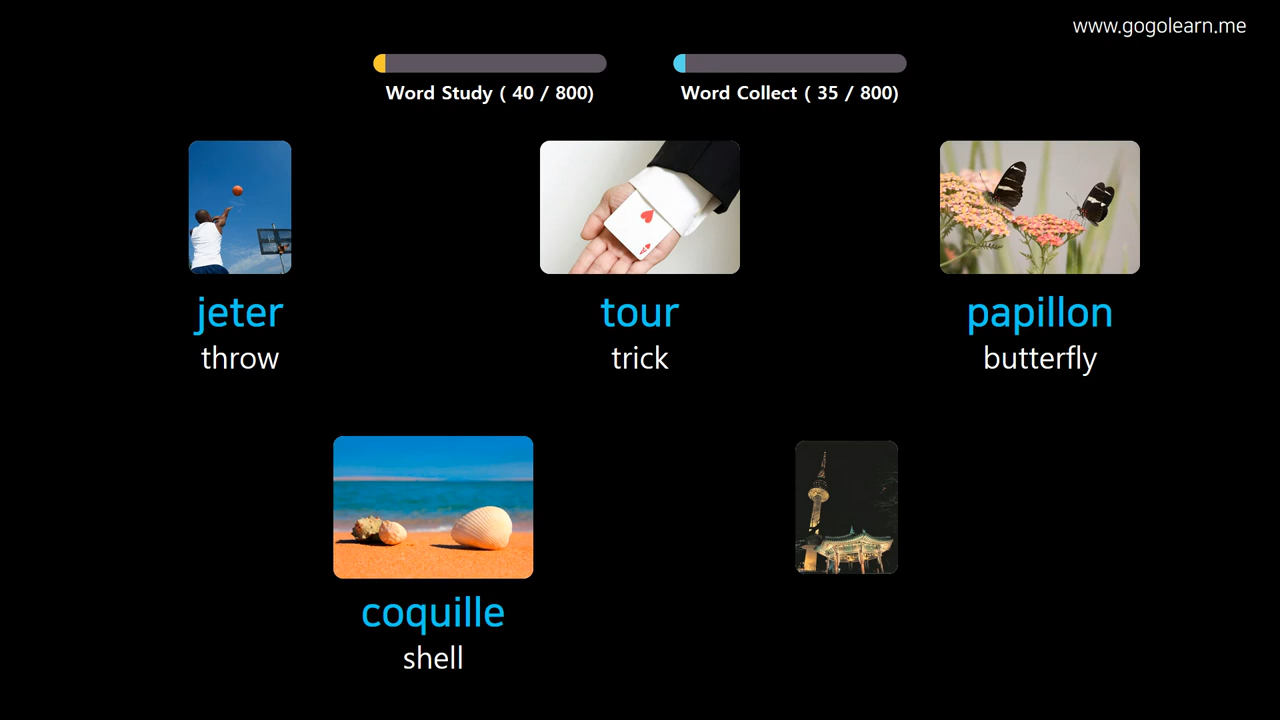 www.gogolearn.me
Word Study ( 40 / 800)
Word Collect ( 35 / 800)
jeter
throw
tour
trick
papillon
butterfly
coquille
shell